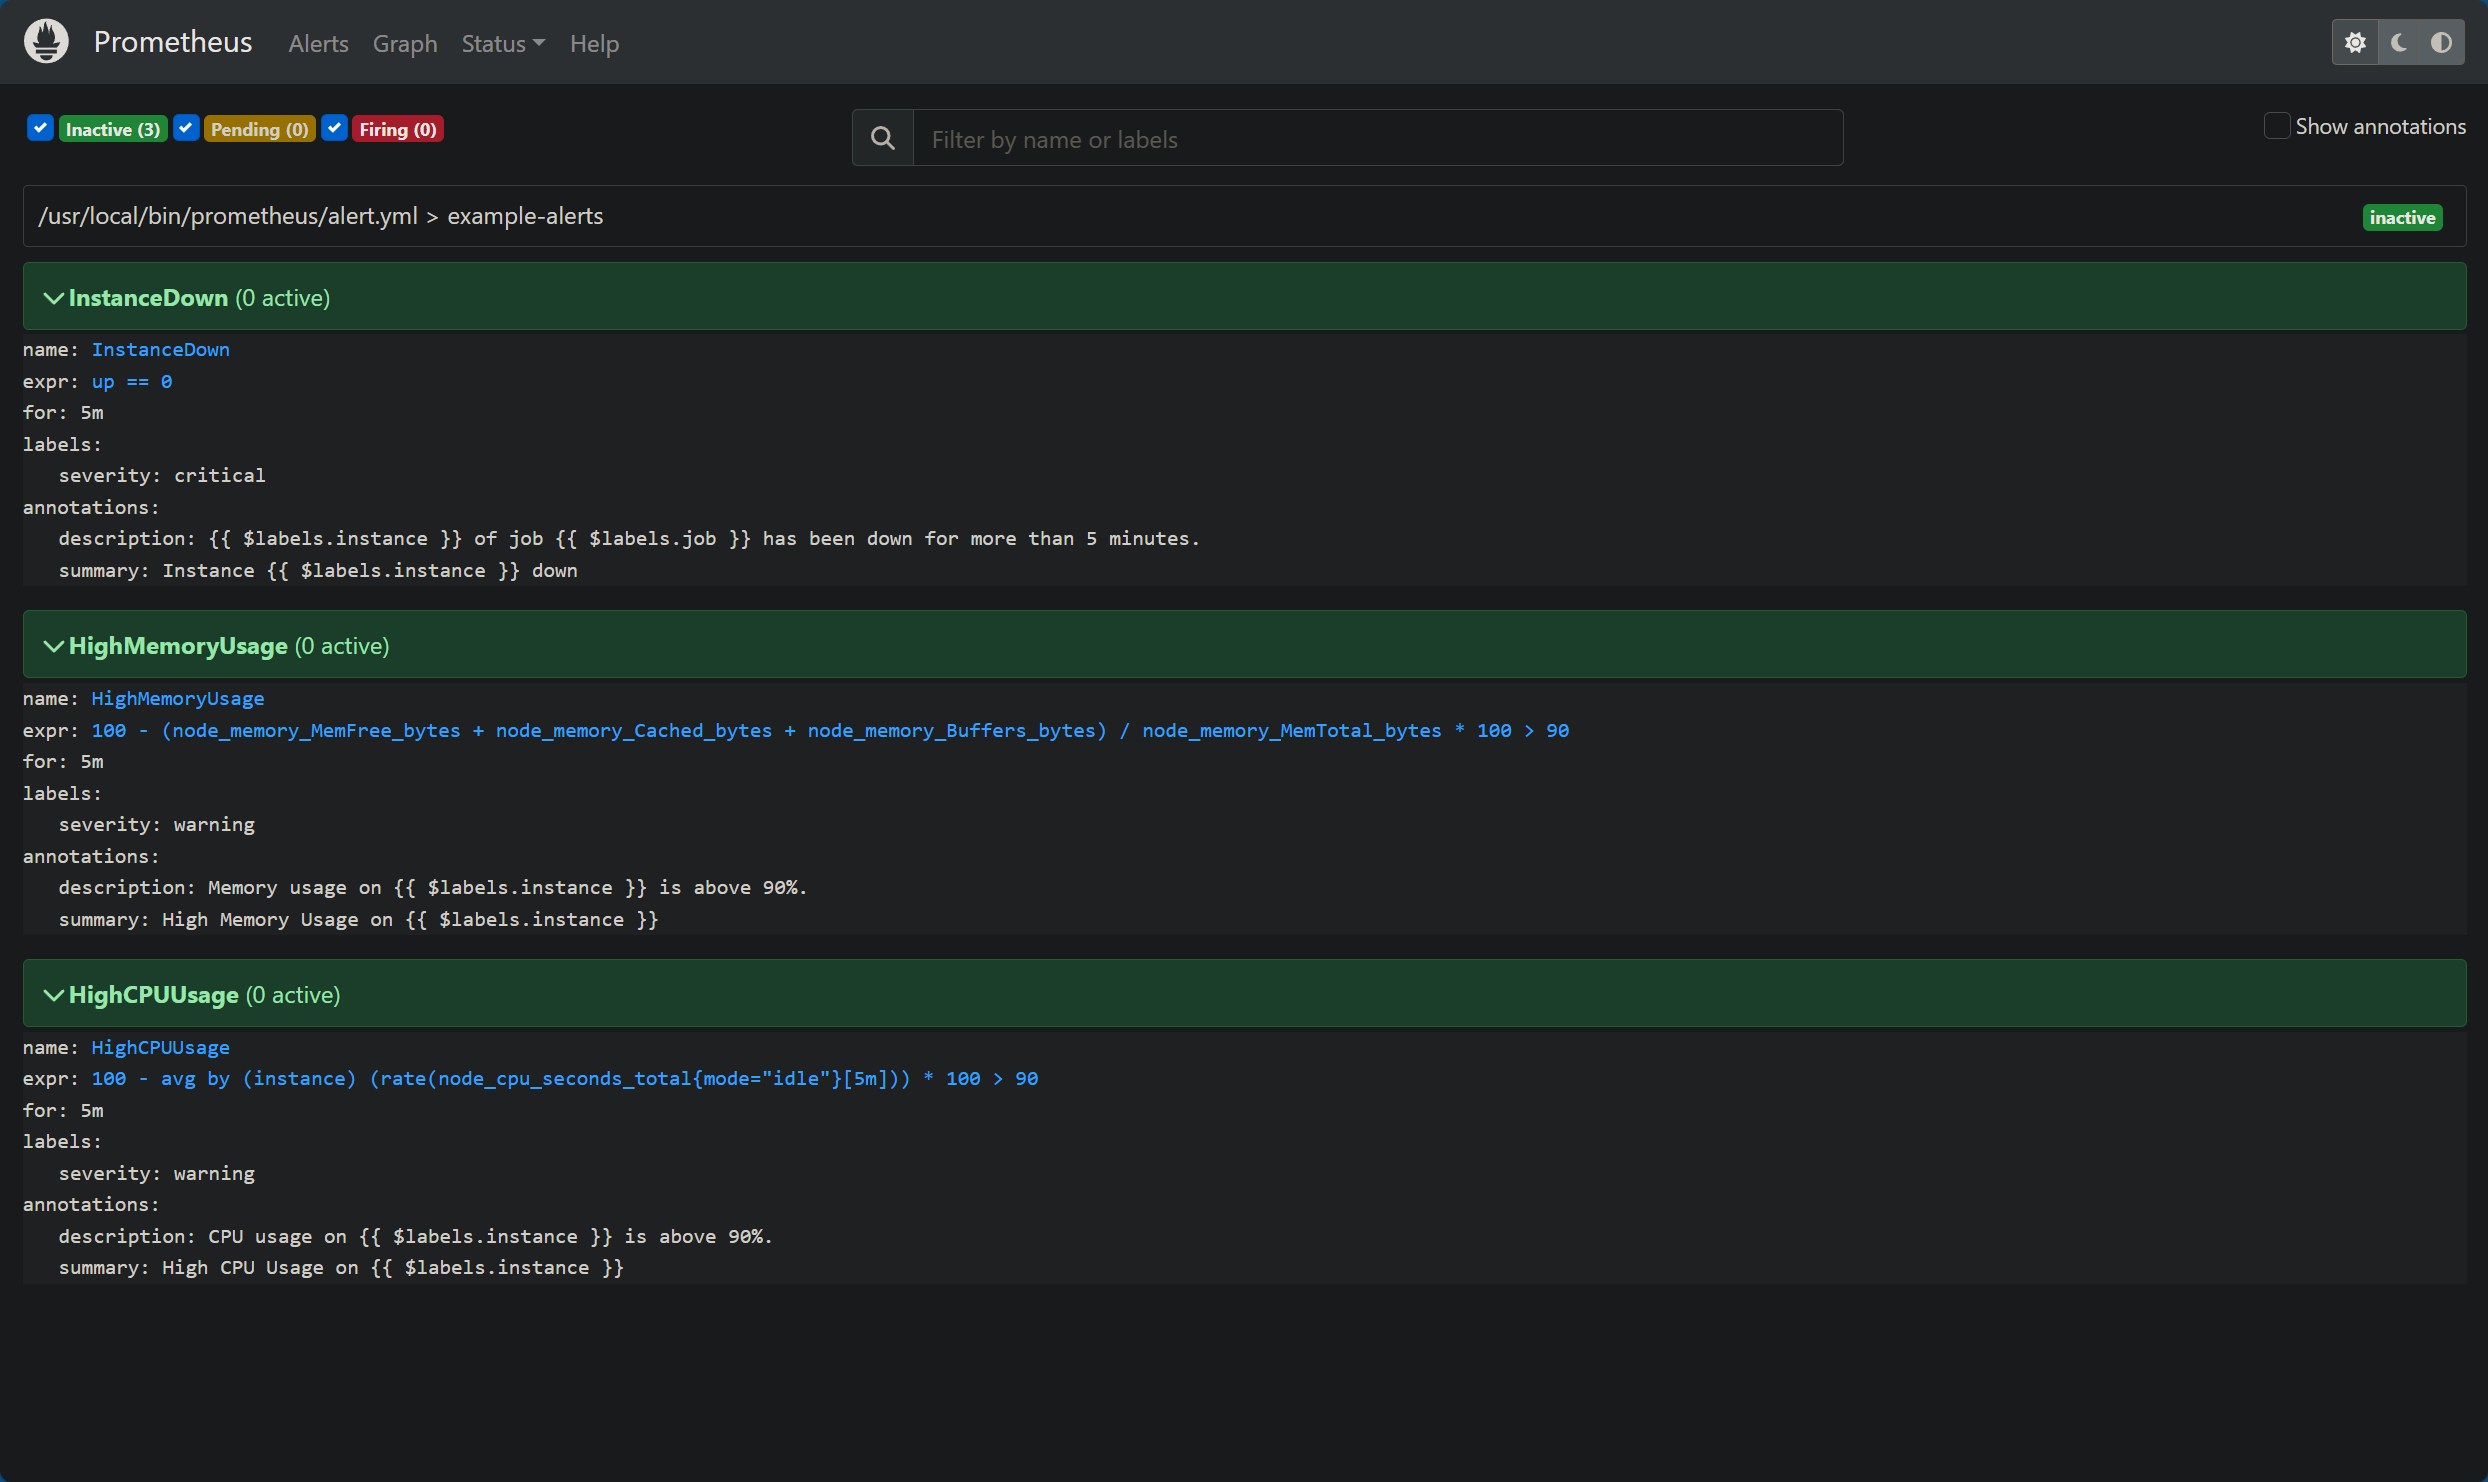 Prometheus Alerts Graph Status Help
Inactive (3) Pending (0) Firing (0) Filter by name or labels Show annotations
/usr/local/bin/prometheus/alert.yml > example-alerts inactive
InstanceDown (0 active)
name: InstanceDown
expr: up == 0
for: 5m
labels:
severity: critical
annotations:
description: {{ $labels.instance }} of job {{ $labels.job }} has been down for more than 5 minutes.
summary: Instance {{ $labels.instance }} down
HighMemoryUsage (0 active)
name: HighMemoryUsage
expr: 100 - (node_memory_MemFree_bytes + node_memory_Cached_bytes + node_memory_Buffers_bytes) / node_memory_MemTotal_bytes * 100 > 90
for: 5m
labels:
severity: warning
annotations:
description: Memory usage on {{ $labels.instance }} is above 90%.
summary: High Memory Usage on {{ $labels.instance }}
HighCPUUsage (0 active)
name: HighCPUUsage
expr: 100 - avg by (instance) (rate(node_cpu_seconds_total{mode="idle"}[5m])) * 100 > 90
for: 5m
labels:
severity: warning
annotations:
description: CPU usage on {{ $labels.instance }} is above 90%.
summary: High CPU Usage on {{ $labels.instance }}